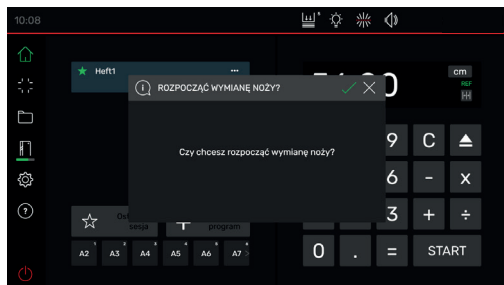 10:08
★ Heft1 ...
ROZPOCZĄĆ WYMIANĘ NOŻY?
Czy chcesz rozpocząć wymianę noży?
cm
REF
9 C
6 - x
3 + ÷
0 . = START
sesja
program
A2 A3 A4 A5 A6 A7 >